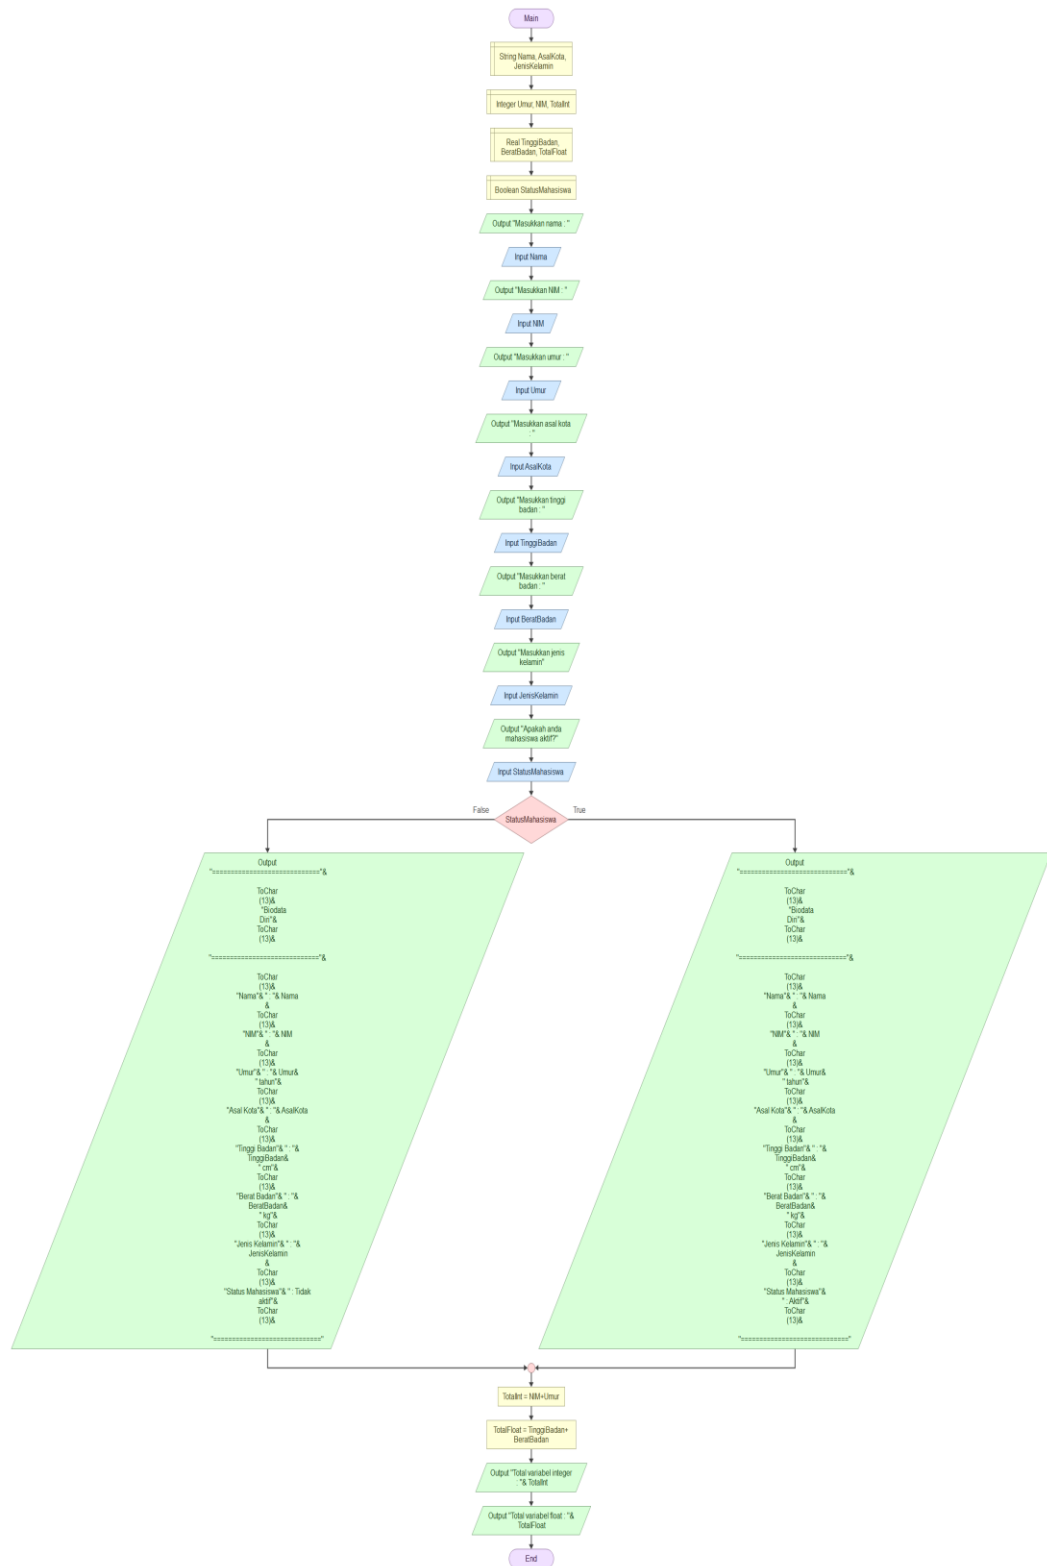 Main
String Nama, AsalKota,
JenisKelamin
Integer Umur, NIM, TotalInt
Real TinggiBadan,
BeratBadan, TotalFloat
Boolean StatusMahasiswa
Output "Masukkan nama : "
Input Nama
Output "Masukkan NIM : "
Input NIM
Output "Masukkan umur : "
Input Umur
Output "Masukkan asal kota
: "
Input AsalKota
Output "Masukkan tinggi
badan : "
Input TinggiBadan
Output "Masukkan berat
badan : "
Input BeratBadan
Output "Masukkan jenis
kelamin"
Input JenisKelamin
Output "Apakah anda
mahasiswa aktif?"
Input StatusMahasiswa
False
StatusMahasiswa
True
Output
"============================"&
ToChar
(13)&
"Biodata
Diri"&
ToChar
(13)&
"============================"&
ToChar
(13)&
"Nama"& " : "& Nama
&
ToChar
(13)&
"NIM"& " : "& NIM
&
ToChar
(13)&
"Umur"& " : "& Umur&
" tahun"&
ToChar
(13)&
"Asal Kota"& " : "& AsalKota
&
ToChar
(13)&
"Tinggi Badan"& " : "&
TinggiBadan&
" cm"&
ToChar
(13)&
"Berat Badan"& " : "&
BeratBadan&
" kg"&
ToChar
(13)&
"Jenis Kelamin"& " : "&
JenisKelamin
&
ToChar
(13)&
"Status Mahasiswa"& " : Tidak
aktif"&
ToChar
(13)&
"============================"
Output
"============================"&
ToChar
(13)&
"Biodata
Diri"&
ToChar
(13)&
"============================"&
ToChar
(13)&
"Nama"& " : "& Nama
&
ToChar
(13)&
"NIM"& " : "& NIM
&
ToChar
(13)&
"Umur"& " : "& Umur&
" tahun"&
ToChar
(13)&
"Asal Kota"& " : "& AsalKota
&
ToChar
(13)&
"Tinggi Badan"& " : "&
TinggiBadan&
" cm"&
ToChar
(13)&
"Berat Badan"& " : "&
BeratBadan&
" kg"&
ToChar
(13)&
"Jenis Kelamin"& " : "&
JenisKelamin
&
ToChar
(13)&
"Status Mahasiswa"&
" : Aktif"&
ToChar
(13)&
"============================"
TotalInt = NIM+Umur
TotalFloat = TinggiBadan+
BeratBadan
Output "Total variabel integer
: "& TotalInt
Output "Total variabel float : "&
TotalFloat
End